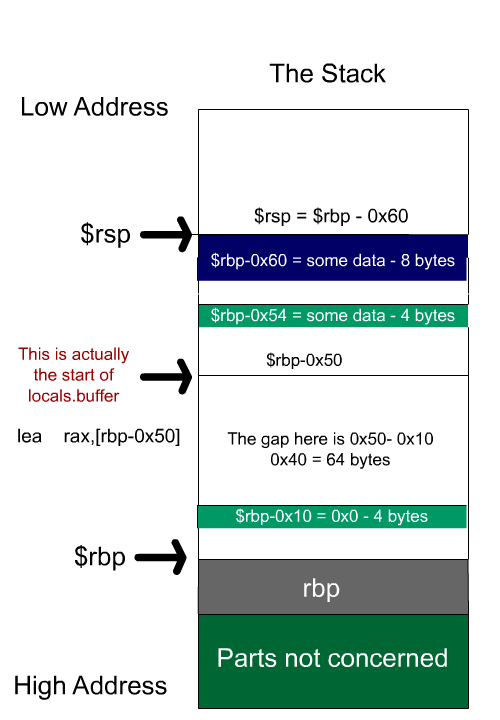 The Stack
Low Address
$rsp = $rbp - 0x60
$rsp
$rbp-0x60 = some data - 8 bytes
$rbp-0x54 = some data - 4 bytes
This is actually
the start of
locals.buffer
$rbp-0x50
lea rax,[rbp-0x50]
The gap here is 0x50- 0x10
0x40 = 64 bytes
$rbp-0x10 = 0x0 - 4 bytes
$rbp
rbp
Parts not concerned
High Address